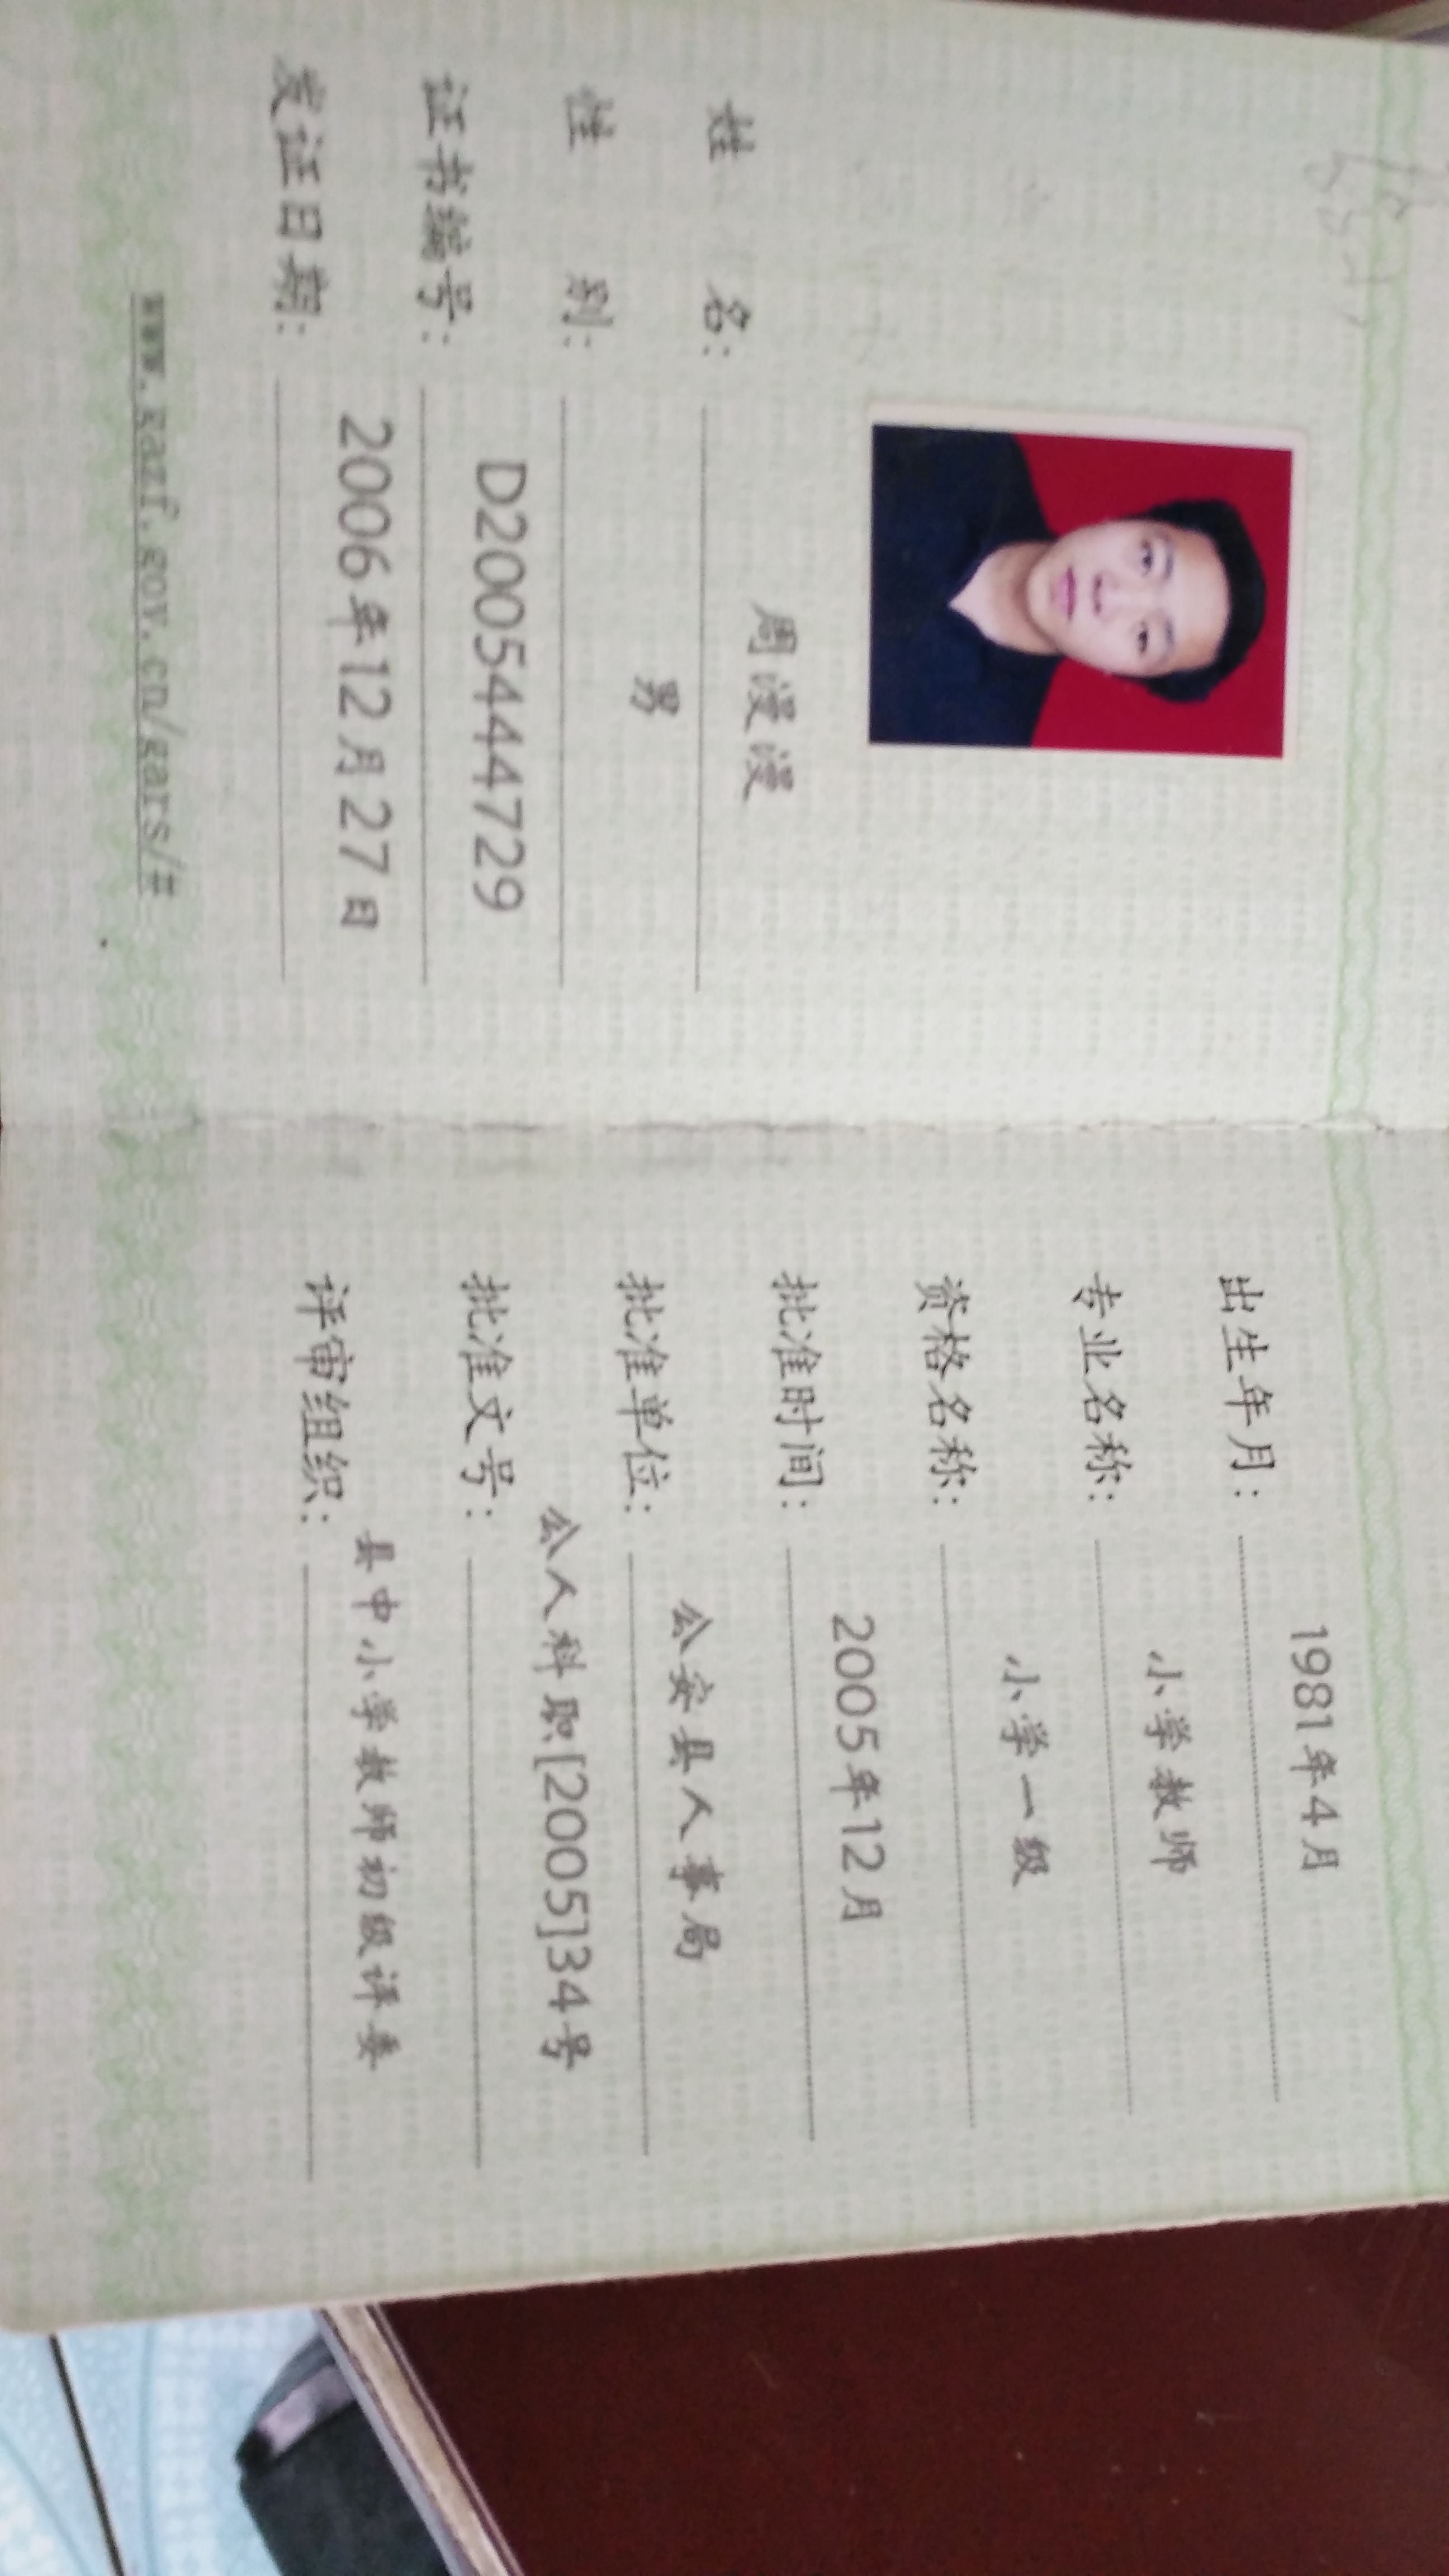 姓名：周漫漫
性别：男
证书编号：D2005444729
发证日期：2006年12月27日
www.gazf.gov.cn/gars/#
出生年月：1981年4月
专业名称：小学教师
资格名称：小学一级
批准时间：2005年12月
批准单位：公安县人事局
批准文号：公人科职[2005]34号
评审组织：县中小学教师初级评委